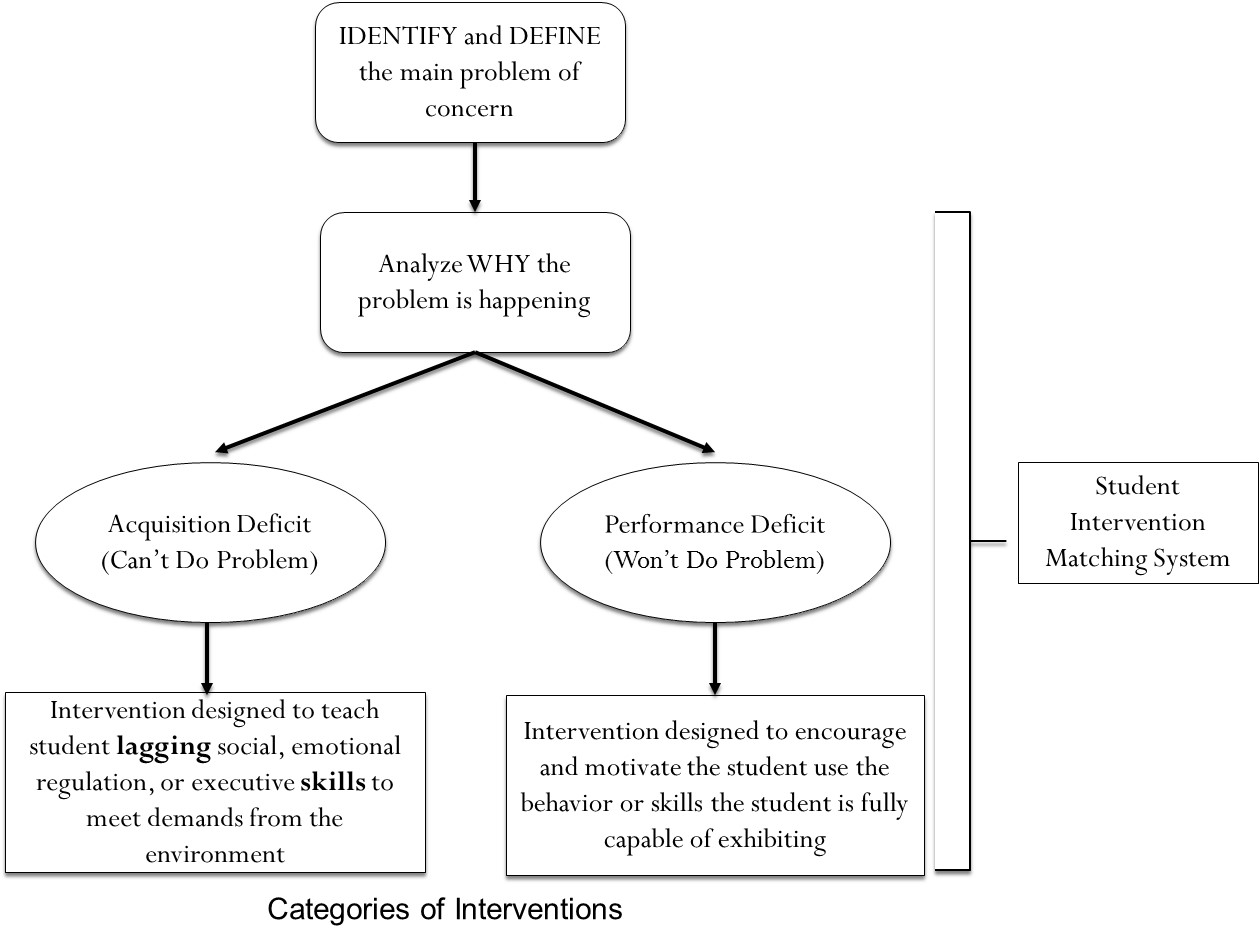 IDENTIFY and DEFINE
the main problem of
concern
Analyze WHY the
problem is happening
Acquisition Deficit
(Can't Do Problem)
Performance Deficit
(Won't Do Problem)
Student
Intervention
Matching System
Intervention designed to teach
student lagging social, emotional
regulation, or executive skills to
meet demands from the
environment
Intervention designed to encourage
and motivate the student use the
behavior or skills the student is fully
capable of exhibiting
Categories of Interventions